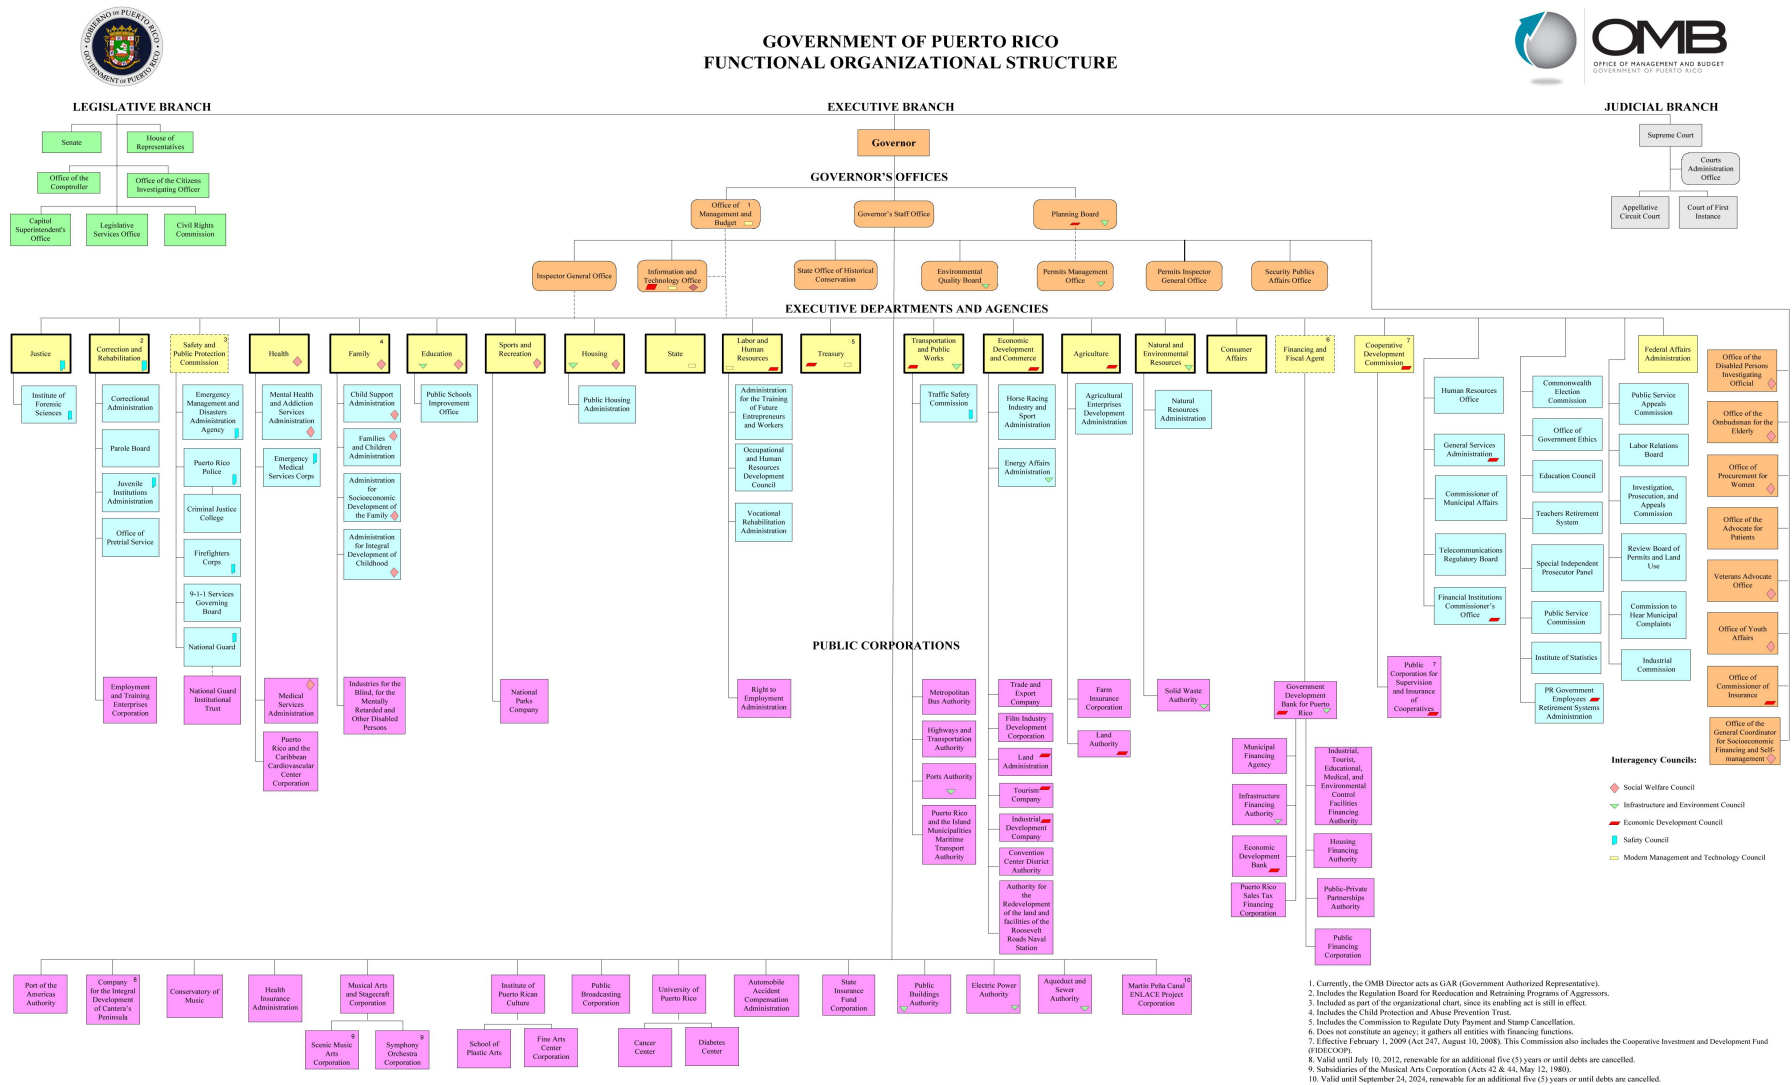 GOBIERNO DE PUERTO RICO
GOVERNMENT OF PUERTO RICO
GOVERNMENT OF PUERTO RICO
FUNCTIONAL ORGANIZATIONAL STRUCTURE
OMB
OFFICE OF MANAGEMENT AND BUDGET
GOVERNMENT OF PUERTO RICO
LEGISLATIVE BRANCH
EXECUTIVE BRANCH
JUDICIAL BRANCH
Senate
House of
Representatives
Office of the
Comptroller
Office of the Citizens
Investigating Officer
Capitol
Superintendent's
Office
Legislative
Services Office
Civil Rights
Commission
Governor
Supreme Court
Courts
Administration
Office
Appellative
Circuit Court
Court of First
Instance
GOVERNOR'S OFFICES
Office of 1
Management and
Budget
Governor's Staff Office
Planning Board
Inspector General Office
Information and
Technology Office
State Office of Historical
Conservation
Environmental
Quality Board
Permits Management
Office
Permits Inspector
General Office
Security Publics
Affairs Office
EXECUTIVE DEPARTMENTS AND AGENCIES
Justice
2
Correction and
Rehabilitation
3
Safety and
Public Protection
Commission
Health
4
Family
Education
Sports and
Recreation
Housing
State
Labor and
Human
Resources
5
Treasury
Transportation
and Public
Works
Economic
Development
and Commerce
Agriculture
Natural and
Environmental
Resources
Consumer
Affairs
6
Financing and
Fiscal Agent
7
Cooperative
Development
Commission
Federal Affairs
Administration
Institute of
Forensic
Sciences
Correctional
Administration
Parole Board
Juvenile
Institutions
Administration
Office of
Pretrial Service
Emergency
Management and
Disasters
Administration
Agency
Puerto Rico
Police
Criminal Justice
College
Firefighters
Corps
9-1-1 Services
Governing
Board
National Guard
Mental Health
and Addiction
Services
Administration
Emergency
Medical
Services Corps
Child Support
Administration
Families
and Children
Administration
Administration
for
Socioeconomic
Development of
the Family
Administration
for Integral
Development of
Childhood
Public Schools
Improvement
Office
Public Housing
Administration
Administration
for the Training
of Future
Entrepreneurs
and Workers
Occupational
and Human
Resources
Development
Council
Vocational
Rehabilitation
Administration
Traffic Safety
Commission
Horse Racing
Industry and
Sport
Administration
Energy Affairs
Administration
Agricultural
Enterprises
Development
Administration
Natural
Resources
Administration
Human Resources
Office
General Services
Administration
Commissioner of
Municipal Affairs
Telecommunications
Regulatory Board
Financial Institutions
Commissioner's
Office
Commonwealth
Election
Commission
Office of
Government Ethics
Education Council
Teachers Retirement
System
Special Independent
Prosecutor Panel
Public Service
Commission
Institute of Statistics
PR Government
Employees
Retirement Systems
Administration
Public Service
Appeals
Commission
Labor Relations
Board
Investigation,
Prosecution, and
Appeals
Commission
Review Board of
Permits and Land
Use
Commission to
Hear Municipal
Complaints
Industrial
Commission
Office of the
Disabled Persons
Investigating
Official
Office of the
Ombudsman for the
Elderly
Office of
Procurement for
Women
Office of the
Advocate for
Patients
Veterans Advocate
Office
Office of Youth
Affairs
Office of
Commissioner of
Insurance
Office of the
General Coordinator
for Socioeconomic
Financing and Self-
management
PUBLIC CORPORATIONS
Employment
and Training
Enterprises
Corporation
National Guard
Institutional
Trust
Medical
Services
Administration
Puerto
Rico and the
Caribbean
Cardiovascular
Center
Corporation
Industries for the
Blind, for the
Mentally
Retarded and
Other Disabled
Persons
National
Parks
Company
Right to
Employment
Administration
Metropolitan
Bus Authority
Highways and
Transportation
Authority
Ports Authority
Puerto Rico
and the Island
Municipalities
Maritime
Transport
Authority
Trade and
Export
Company
Film Industry
Development
Corporation
Land
Administration
Tourism
Company
Industrial
Development
Company
Convention
Center District
Authority
Authority for
the
Redevelopment
of the land and
facilities of the
Roosevelt
Roads Naval
Station
Farm
Insurance
Corporation
Land
Authority
Solid Waste
Authority
Government
Development
Bank for Puerto
Rico
Municipal
Financing
Agency
Infrastructure
Financing
Authority
Economic
Development
Bank
Puerto Rico
Sales Tax
Financing
Corporation
Industrial,
Tourist,
Educational,
Medical, and
Environmental
Control
Facilities
Financing
Authority
Housing
Financing
Authority
Public-Private
Partnerships
Authority
Public
Financing
Corporation
Public 7
Corporation for
Supervision
and Insurance
of
Cooperatives
Interagency Councils:
Social Welfare Council
Infrastructure and Environment Council
Economic Development Council
Safety Council
Modern Management and Technology Council
Port of the
Americas
Authority
Company 8
for the Integral
Development
of Cantera's
Peninsula
Conservatory of
Music
Health
Insurance
Administration
Musical Arts
and Stagecraft
Corporation
9
Scenic Music
Arts
Corporation
9
Symphony
Orchestra
Corporation
Institute of
Puerto Rican
Culture
School of
Plastic Arts
Fine Arts
Center
Corporation
Public
Broadcasting
Corporation
University of
Puerto Rico
Cancer
Center
Diabetes
Center
Automobile
Accident
Compensation
Administration
State
Insurance
Fund
Corporation
Public
Buildings
Authority
Electric Power
Authority
Aqueduct and
Sewer
Authority
10
Martín Peña Canal
ENLACE Project
Corporation
1. Currently, the OMB Director acts as GAR (Government Authorized Representative).
2. Includes the Regulation Board for Reeducation and Retraining Programs of Aggressors.
3. Included as part of the organizational chart, since its enabling act is still in effect.
4. Includes the Child Protection and Abuse Prevention Trust.
5. Includes the Commission to Regulate Duty Payment and Stamp Cancellation.
6. Does not constitute an agency; it gathers all entities with financing functions.
7. Effective February 1, 2009 (Act 247, August 10, 2008). This Commission also includes the Cooperative Investment and Development Fund
(FIDECOOP).
8. Valid until July 10, 2012, renewable for an additional five (5) years or until debts are cancelled.
9. Subsidiaries of the Musical Arts Corporation (Acts 42 & 44, May 12, 1980).
10. Valid until September 24, 2024, renewable for an additional five (5) years or until debts are cancelled.